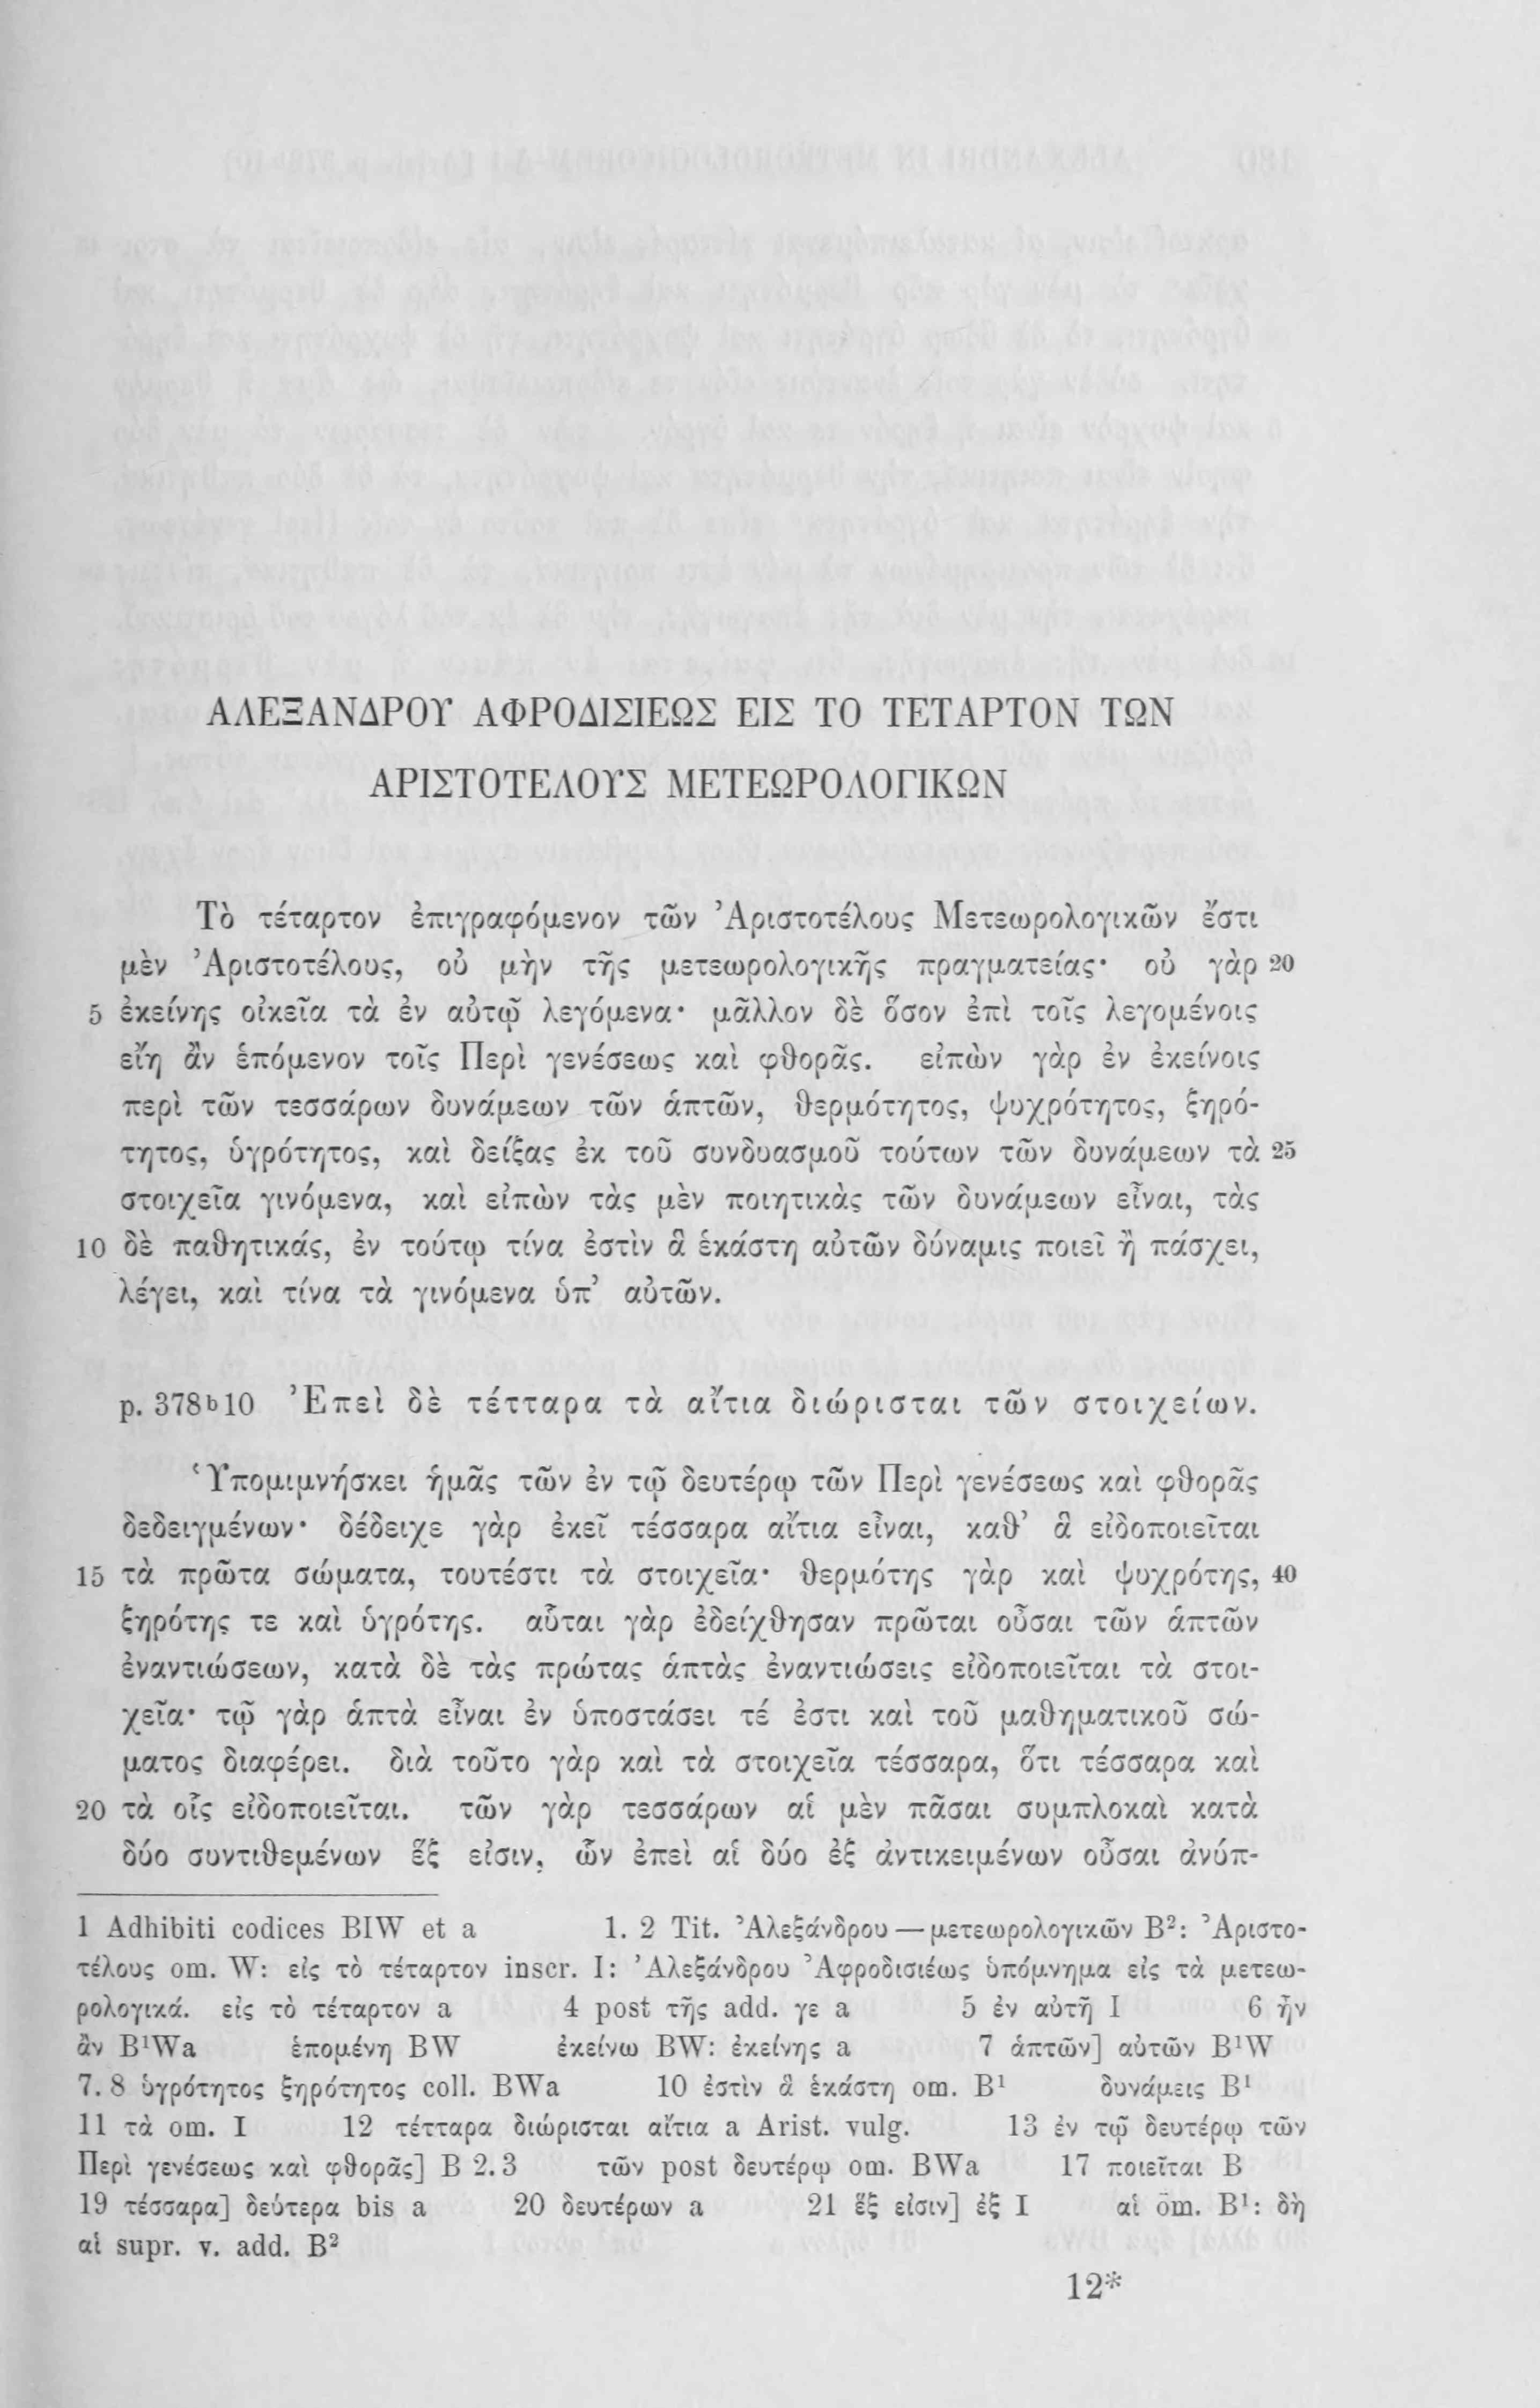 ΑΛΕΞΑΝΔΡΟΥ ΑΦΡΟΔΙΣΙΕΩΣ ΕΙΣ ΤΟ ΤΕΤΑΡΤΟΝ ΤΩΝ
ΑΡΙΣΤΟΤΕΛΟΥΣ ΜΕΤΕΩΡΟΛΟΓΙΚΩΝ
Τὸ τέταρτον ἐπιγραφόμενον τῶν Ἀριστοτέλους Μετεωρολογικῶν ἔστι
μὲν Ἀριστοτέλους, οὐ μὴν τῆς μετεωρολογικῆς πραγματείας· οὐ γὰρ 20
5 ἐκείνης οἰκεῖα τὰ ἐν αὐτῷ λεγόμενα· μᾶλλον δὲ ὅσον ἐπὶ τοῖς λεγομένοις
εἴη ἂν ἑπόμενον τοῖς Περὶ γενέσεως καὶ φθορᾶς. εἰπὼν γὰρ ἐν ἐκείνοις
περὶ τῶν τεσσάρων δυνάμεων τῶν ἁπτῶν, θερμότητος, ψυχρότητος, ξηρό-
τητος, ὑγρότητος, καὶ δείξας ἐκ τοῦ συνδυασμοῦ τούτων τῶν δυνάμεων τὰ 25
στοιχεῖα γινόμενα, καὶ εἰπὼν τὰς μὲν ποιητικὰς τῶν δυνάμεων εἶναι, τὰς
10 δὲ παθητικάς, ἐν τούτῳ τίνα ἐστὶν ἃ ἑκάστη αὐτῶν δύναμις ποιεῖ ἢ πάσχει,
λέγει, καὶ τίνα τὰ γινόμενα ὑπ’ αὐτῶν.
p. 378b10 Ἐπεὶ δὲ τέτταρα τὰ αἴτια διώρισται τῶν στοιχείων.
Ὑπομιμνήσκει ἡμᾶς τῶν ἐν τῷ δευτέρῳ τῶν Περὶ γενέσεως καὶ φθορᾶς
δεδειγμένων· δέδειχε γὰρ ἐκεῖ τέσσαρα αἴτια εἶναι, καθ’ ἃ εἰδοποιεῖται
15 τὰ πρῶτα σώματα, τουτέστι τὰ στοιχεῖα· θερμότης γὰρ καὶ ψυχρότης, 40
ξηρότης τε καὶ ὑγρότης. αὗται γὰρ ἐδείχθησαν πρῶται οὖσαι τῶν ἁπτῶν
ἐναντιώσεων, κατὰ δὲ τὰς πρώτας ἁπτὰς ἐναντιώσεις εἰδοποιεῖται τὰ στοι-
χεῖα· τῷ γὰρ ἁπτὰ εἶναι ἐν ὑποστάσει τέ ἐστι καὶ τοῦ μαθηματικοῦ σώ-
ματος διαφέρει. διὰ τοῦτο γὰρ καὶ τὰ στοιχεῖα τέσσαρα, ὅτι τέσσαρα καὶ
20 τὰ οἷς εἰδοποιεῖται. τῶν γὰρ τεσσάρων αἱ μὲν πᾶσαι συμπλοκαὶ κατὰ
δύο συντιθεμένων ἕξ εἰσιν, ὧν ἐπεὶ αἱ δύο ἐξ ἀντικειμένων οὖσαι ἀνύπ-
1 Adhibiti codices BIW et a 1. 2 Tit. Ἀλεξάνδρου — μετεωρολογικῶν B²: Ἀριστο-
τέλους om. W: εἰς τὸ τέταρτον inscr. I: Ἀλεξάνδρου Ἀφροδισιέως ὑπόμνημα εἰς τὰ μετεω-
ρολογικά. εἰς τὸ τέταρτον a 4 post τῆς add. γε a 5 ἐν αὐτῇ I 6 ἦν
ἂν B¹Wa ἑπομένη BW ἐκείνω BW: ἐκείνης a 7 ἁπτῶν] αὐτῶν B¹W
7. 8 ὑγρότητος ξηρότητος coll. BWa 10 ἐστὶν ἃ ἑκάστη om. B¹ δυνάμεις B¹
11 τὰ om. I 12 τέτταρα διώρισται αἴτια a Arist. vulg. 13 ἐν τῷ δευτέρῳ τῶν
Περὶ γενέσεως καὶ φθορᾶς] B 2. 3 τῶν post δευτέρῳ om. BWa 17 ποιεῖται B
19 τέσσαρα] δεύτερα bis a 20 δευτέρων a 21 ἕξ εἰσιν] ἐξ I αἱ om. B¹: δὴ
αἱ supr. v. add. B²
12*